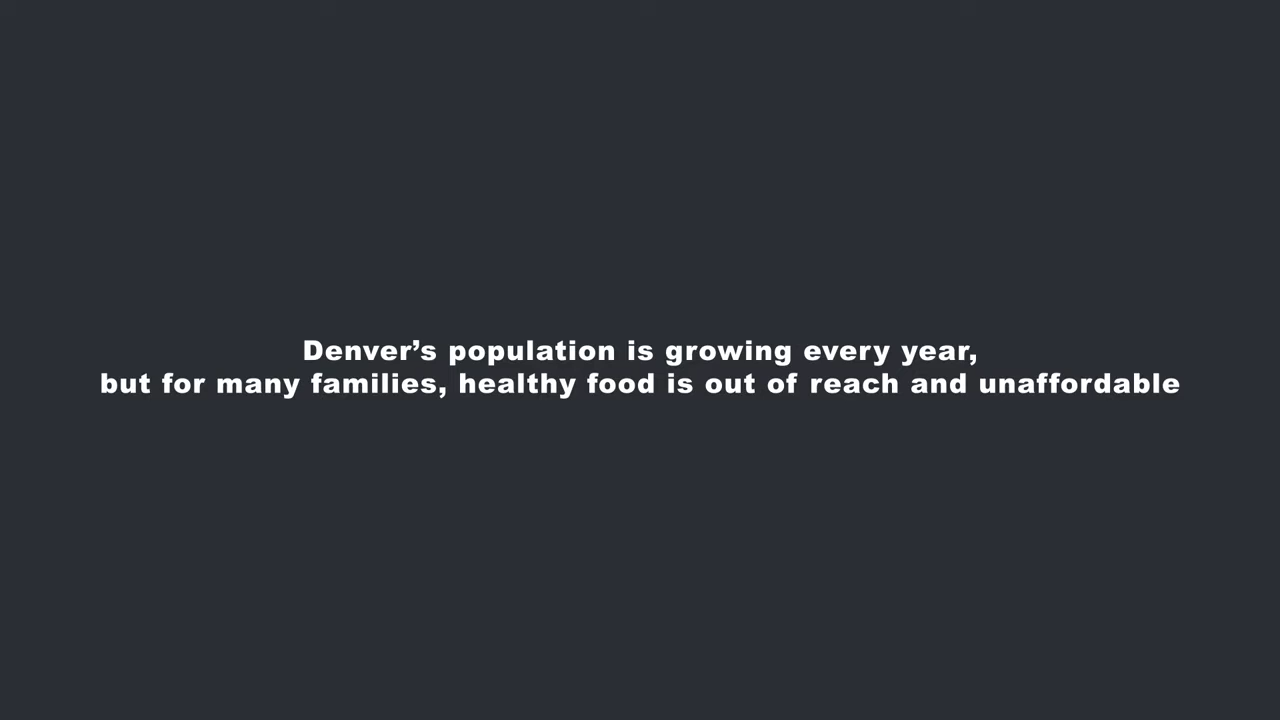 Denver’s population is growing every year,
but for many families, healthy food is out of reach and unaffordable